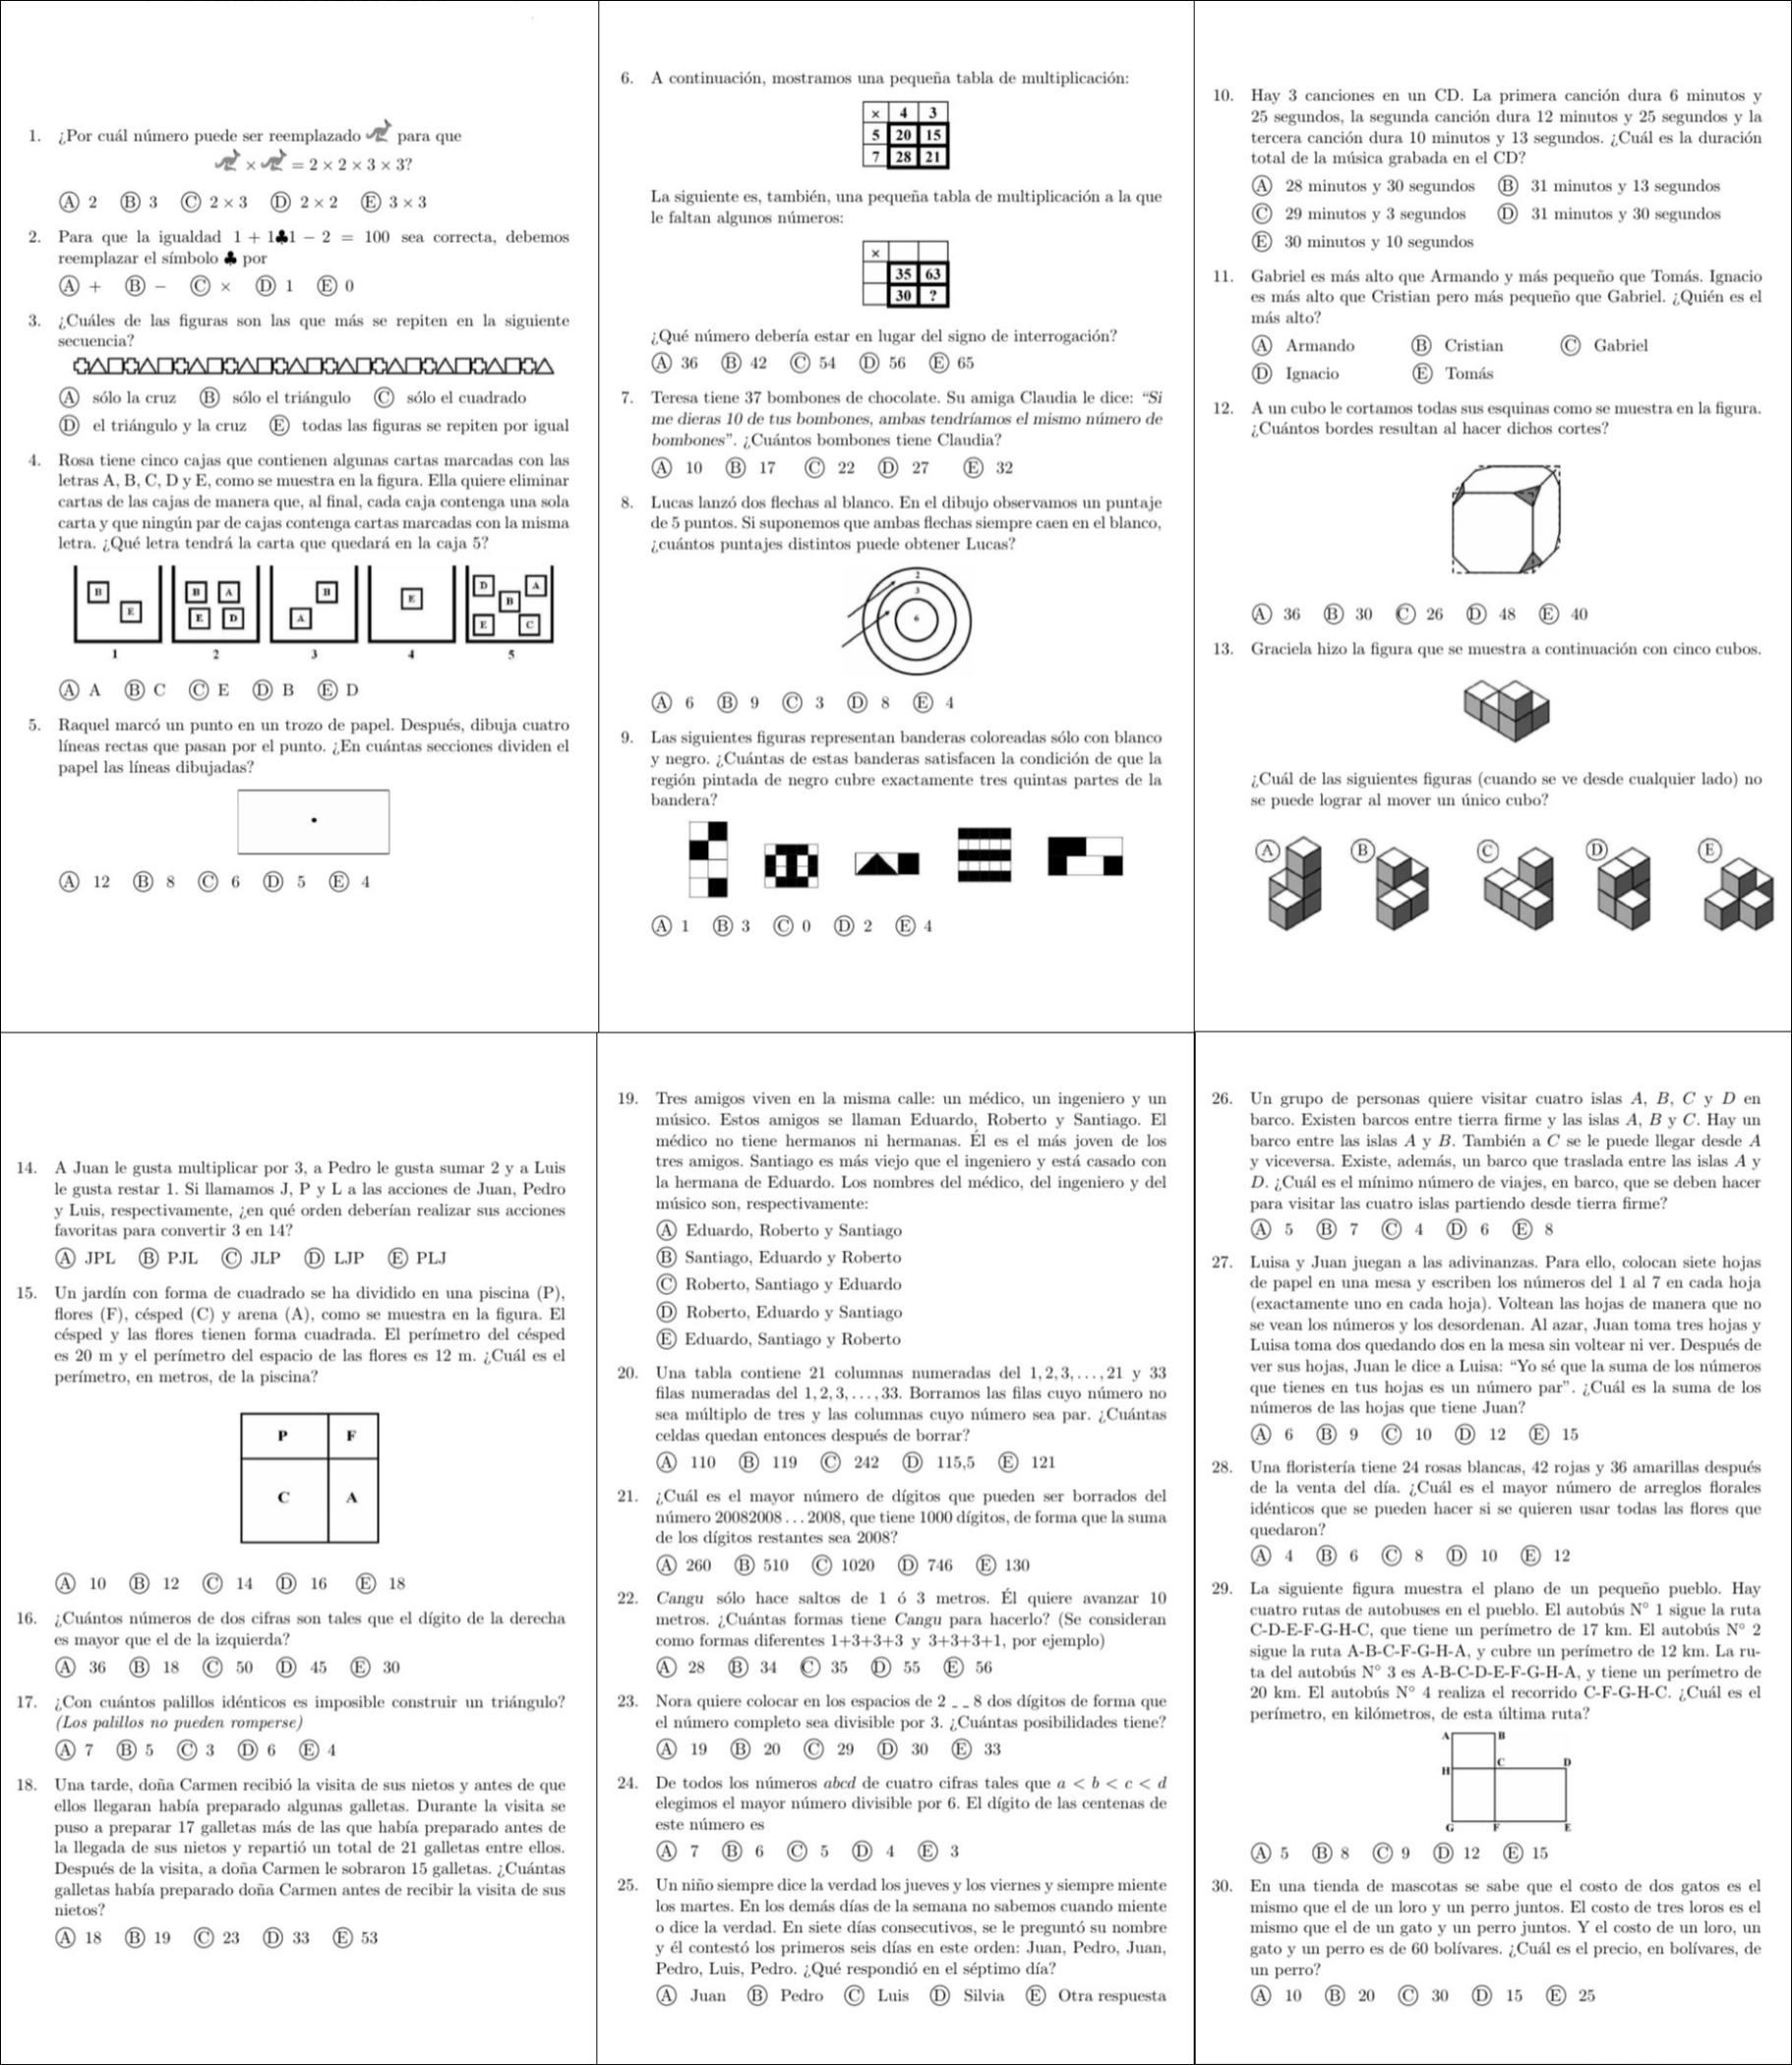 1. ¿Por cuál número puede ser reemplazado para que
× = 2 × 2 × 3 × 3?
Ⓐ 2 Ⓑ 3 Ⓒ 2 × 3 Ⓓ 2 × 2 Ⓔ 3 × 3
2. Para que la igualdad 1 + 1♣1 − 2 = 100 sea correcta, debemos
reemplazar el símbolo ♣ por
Ⓐ + Ⓑ − Ⓒ × Ⓓ 1 Ⓔ 0
3. ¿Cuáles de las figuras son las que más se repiten en la siguiente
secuencia?
Ⓐ sólo la cruz Ⓑ sólo el triángulo Ⓒ sólo el cuadrado
Ⓓ el triángulo y la cruz Ⓔ todas las figuras se repiten por igual
4. Rosa tiene cinco cajas que contienen algunas cartas marcadas con las
letras A, B, C, D y E, como se muestra en la figura. Ella quiere eliminar
cartas de las cajas de manera que, al final, cada caja contenga una sola
carta y que ningún par de cajas contenga cartas marcadas con la misma
letra. ¿Qué letra tendrá la carta que quedará en la caja 5?
B B A B E D A B
E E D A E C
1 2 3 4 5
Ⓐ A Ⓑ C Ⓒ E Ⓓ B Ⓔ D
5. Raquel marcó un punto en un trozo de papel. Después, dibuja cuatro
líneas rectas que pasan por el punto. ¿En cuántas secciones dividen el
papel las líneas dibujadas?
Ⓐ 12 Ⓑ 8 Ⓒ 6 Ⓓ 5 Ⓔ 4
6. A continuación, mostramos una pequeña tabla de multiplicación:
× 4 3
5 20 15
7 28 21
La siguiente es, también, una pequeña tabla de multiplicación a la que
le faltan algunos números:
×
35 63
30 ?
¿Qué número debería estar en lugar del signo de interrogación?
Ⓐ 36 Ⓑ 42 Ⓒ 54 Ⓓ 56 Ⓔ 65
7. Teresa tiene 37 bombones de chocolate. Su amiga Claudia le dice: “Si
me dieras 10 de tus bombones, ambas tendríamos el mismo número de
bombones”. ¿Cuántos bombones tiene Claudia?
Ⓐ 10 Ⓑ 17 Ⓒ 22 Ⓓ 27 Ⓔ 32
8. Lucas lanzó dos flechas al blanco. En el dibujo observamos un puntaje
de 5 puntos. Si suponemos que ambas flechas siempre caen en el blanco,
¿cuántos puntajes distintos puede obtener Lucas?
2
3
6
Ⓐ 6 Ⓑ 9 Ⓒ 3 Ⓓ 8 Ⓔ 4
9. Las siguientes figuras representan banderas coloreadas sólo con blanco
y negro. ¿Cuántas de estas banderas satisfacen la condición de que la
región pintada de negro cubre exactamente tres quintas partes de la
bandera?
Ⓐ 1 Ⓑ 3 Ⓒ 0 Ⓓ 2 Ⓔ 4
10. Hay 3 canciones en un CD. La primera canción dura 6 minutos y
25 segundos, la segunda canción dura 12 minutos y 25 segundos y la
tercera canción dura 10 minutos y 13 segundos. ¿Cuál es la duración
total de la música grabada en el CD?
Ⓐ 28 minutos y 30 segundos Ⓑ 31 minutos y 13 segundos
Ⓒ 29 minutos y 3 segundos Ⓓ 31 minutos y 30 segundos
Ⓔ 30 minutos y 10 segundos
11. Gabriel es más alto que Armando y más pequeño que Tomás. Ignacio
es más alto que Cristian pero más pequeño que Gabriel. ¿Quién es el
más alto?
Ⓐ Armando Ⓑ Cristian Ⓒ Gabriel
Ⓓ Ignacio Ⓔ Tomás
12. A un cubo le cortamos todas sus esquinas como se muestra en la figura.
¿Cuántos bordes resultan al hacer dichos cortes?
Ⓐ 36 Ⓑ 30 Ⓒ 26 Ⓓ 48 Ⓔ 40
13. Graciela hizo la figura que se muestra a continuación con cinco cubos.
¿Cuál de las siguientes figuras (cuando se ve desde cualquier lado) no
se puede lograr al mover un único cubo?
Ⓐ Ⓑ Ⓒ Ⓓ Ⓔ
14. A Juan le gusta multiplicar por 3, a Pedro le gusta sumar 2 y a Luis
le gusta restar 1. Si llamamos J, P y L a las acciones de Juan, Pedro
y Luis, respectivamente, ¿en qué orden deberían realizar sus acciones
favoritas para convertir 3 en 14?
Ⓐ JPL Ⓑ PJL Ⓒ JLP Ⓓ LJP Ⓔ PLJ
15. Un jardín con forma de cuadrado se ha dividido en una piscina (P),
flores (F), césped (C) y arena (A), como se muestra en la figura. El
césped y las flores tienen forma cuadrada. El perímetro del césped
es 20 m y el perímetro del espacio de las flores es 12 m. ¿Cuál es el
perímetro, en metros, de la piscina?
P F
C A
Ⓐ 10 Ⓑ 12 Ⓒ 14 Ⓓ 16 Ⓔ 18
16. ¿Cuántos números de dos cifras son tales que el dígito de la derecha
es mayor que el de la izquierda?
Ⓐ 36 Ⓑ 18 Ⓒ 50 Ⓓ 45 Ⓔ 30
17. ¿Con cuántos palillos idénticos es imposible construir un triángulo?
(Los palillos no pueden romperse)
Ⓐ 7 Ⓑ 5 Ⓒ 3 Ⓓ 6 Ⓔ 4
18. Una tarde, doña Carmen recibió la visita de sus nietos y antes de que
ellos llegaran había preparado algunas galletas. Durante la visita se
puso a preparar 17 galletas más de las que había preparado antes de
la llegada de sus nietos y repartió un total de 21 galletas entre ellos.
Después de la visita, a doña Carmen le sobraron 15 galletas. ¿Cuántas
galletas había preparado doña Carmen antes de recibir la visita de sus
nietos?
Ⓐ 18 Ⓑ 19 Ⓒ 23 Ⓓ 33 Ⓔ 53
19. Tres amigos viven en la misma calle: un médico, un ingeniero y un
músico. Estos amigos se llaman Eduardo, Roberto y Santiago. El
médico no tiene hermanos ni hermanas. Él es el más joven de los
tres amigos. Santiago es más viejo que el ingeniero y está casado con
la hermana de Eduardo. Los nombres del médico, del ingeniero y del
músico son, respectivamente:
Ⓐ Eduardo, Roberto y Santiago
Ⓑ Santiago, Eduardo y Roberto
Ⓒ Roberto, Santiago y Eduardo
Ⓓ Roberto, Eduardo y Santiago
Ⓔ Eduardo, Santiago y Roberto
20. Una tabla contiene 21 columnas numeradas del 1, 2, 3, . . . , 21 y 33
filas numeradas del 1, 2, 3, . . . , 33. Borramos las filas cuyo número no
sea múltiplo de tres y las columnas cuyo número sea par. ¿Cuántas
celdas quedan entonces después de borrar?
Ⓐ 110 Ⓑ 119 Ⓒ 242 Ⓓ 115,5 Ⓔ 121
21. ¿Cuál es el mayor número de dígitos que pueden ser borrados del
número 20082008 . . . 2008, que tiene 1000 dígitos, de forma que la suma
de los dígitos restantes sea 2008?
Ⓐ 260 Ⓑ 510 Ⓒ 1020 Ⓓ 746 Ⓔ 130
22. Cangu sólo hace saltos de 1 ó 3 metros. Él quiere avanzar 10
metros. ¿Cuántas formas tiene Cangu para hacerlo? (Se consideran
como formas diferentes 1+3+3+3 y 3+3+3+1, por ejemplo)
Ⓐ 28 Ⓑ 34 Ⓒ 35 Ⓓ 55 Ⓔ 56
23. Nora quiere colocar en los espacios de 2 _ _ 8 dos dígitos de forma que
el número completo sea divisible por 3. ¿Cuántas posibilidades tiene?
Ⓐ 19 Ⓑ 20 Ⓒ 29 Ⓓ 30 Ⓔ 33
24. De todos los números abcd de cuatro cifras tales que a < b < c < d
elegimos el mayor número divisible por 6. El dígito de las centenas de
este número es
Ⓐ 7 Ⓑ 6 Ⓒ 5 Ⓓ 4 Ⓔ 3
25. Un niño siempre dice la verdad los jueves y los viernes y siempre miente
los martes. En los demás días de la semana no sabemos cuando miente
o dice la verdad. En siete días consecutivos, se le preguntó su nombre
y él contestó los primeros seis días en este orden: Juan, Pedro, Juan,
Pedro, Luis, Pedro. ¿Qué respondió en el séptimo día?
Ⓐ Juan Ⓑ Pedro Ⓒ Luis Ⓓ Silvia Ⓔ Otra respuesta
26. Un grupo de personas quiere visitar cuatro islas A, B, C y D en
barco. Existen barcos entre tierra firme y las islas A, B y C. Hay un
barco entre las islas A y B. También a C se le puede llegar desde A
y viceversa. Existe, además, un barco que traslada entre las islas A y
D. ¿Cuál es el mínimo número de viajes, en barco, que se deben hacer
para visitar las cuatro islas partiendo desde tierra firme?
Ⓐ 5 Ⓑ 7 Ⓒ 4 Ⓓ 6 Ⓔ 8
27. Luisa y Juan juegan a las adivinanzas. Para ello, colocan siete hojas
de papel en una mesa y escriben los números del 1 al 7 en cada hoja
(exactamente uno en cada hoja). Voltean las hojas de manera que no
se vean los números y los desordenan. Al azar, Juan toma tres hojas y
Luisa toma dos quedando dos en la mesa sin voltear ni ver. Después de
ver sus hojas, Juan le dice a Luisa: “Yo sé que la suma de los números
que tienes en tus hojas es un número par”. ¿Cuál es la suma de los
números de las hojas que tiene Juan?
Ⓐ 6 Ⓑ 9 Ⓒ 10 Ⓓ 12 Ⓔ 15
28. Una floristería tiene 24 rosas blancas, 42 rojas y 36 amarillas después
de la venta del día. ¿Cuál es el mayor número de arreglos florales
idénticos que se pueden hacer si se quieren usar todas las flores que
quedaron?
Ⓐ 4 Ⓑ 6 Ⓒ 8 Ⓓ 10 Ⓔ 12
29. La siguiente figura muestra el plano de un pequeño pueblo. Hay
cuatro rutas de autobuses en el pueblo. El autobús N° 1 sigue la ruta
C-D-E-F-G-H-C, que tiene un perímetro de 17 km. El autobús N° 2
sigue la ruta A-B-C-F-G-H-A, y cubre un perímetro de 12 km. La ru-
ta del autobús N° 3 es A-B-C-D-E-F-G-H-A, y tiene un perímetro de
20 km. El autobús N° 4 realiza el recorrido C-F-G-H-C. ¿Cuál es el
perímetro, en kilómetros, de esta última ruta?
A B
C D
H
G F E
Ⓐ 5 Ⓑ 8 Ⓒ 9 Ⓓ 12 Ⓔ 15
30. En una tienda de mascotas se sabe que el costo de dos gatos es el
mismo que el de un loro y un perro juntos. El costo de tres loros es el
mismo que el de un gato y un perro juntos. Y el costo de un loro, un
gato y un perro es de 60 bolívares. ¿Cuál es el precio, en bolívares, de
un perro?
Ⓐ 10 Ⓑ 20 Ⓒ 30 Ⓓ 15 Ⓔ 25